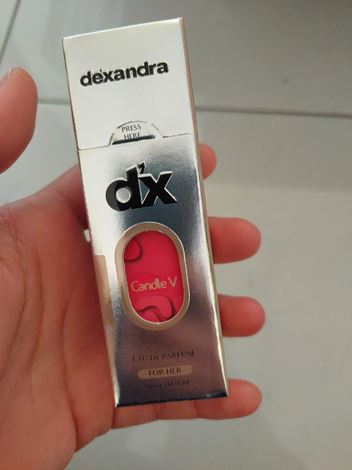 dexandra
PRESS
HERE
d'x
Candle V
EAU DE PARFUM
FOR HER